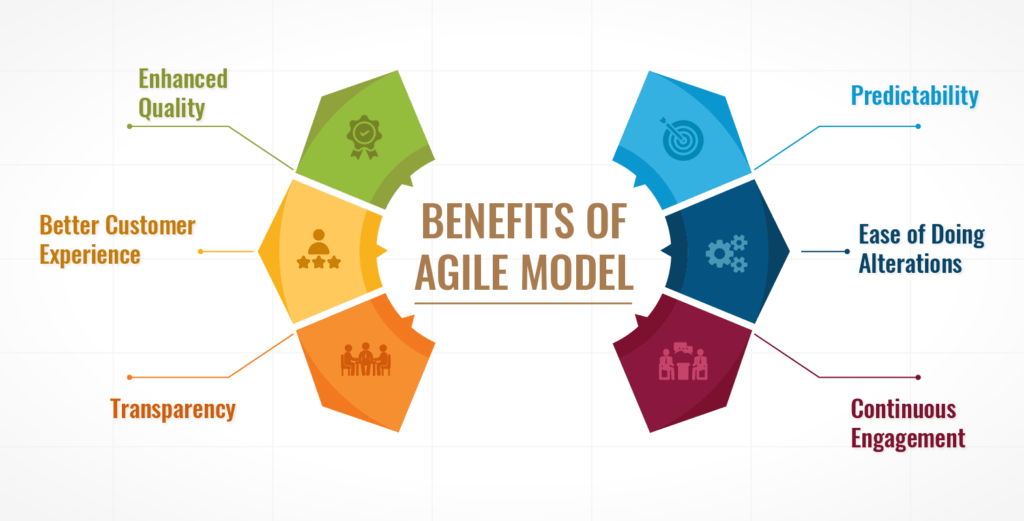 BENEFITS OF
AGILE MODEL
Enhanced
Quality
Better Customer
Experience
Transparency
Predictability
Ease of Doing
Alterations
Continuous
Engagement